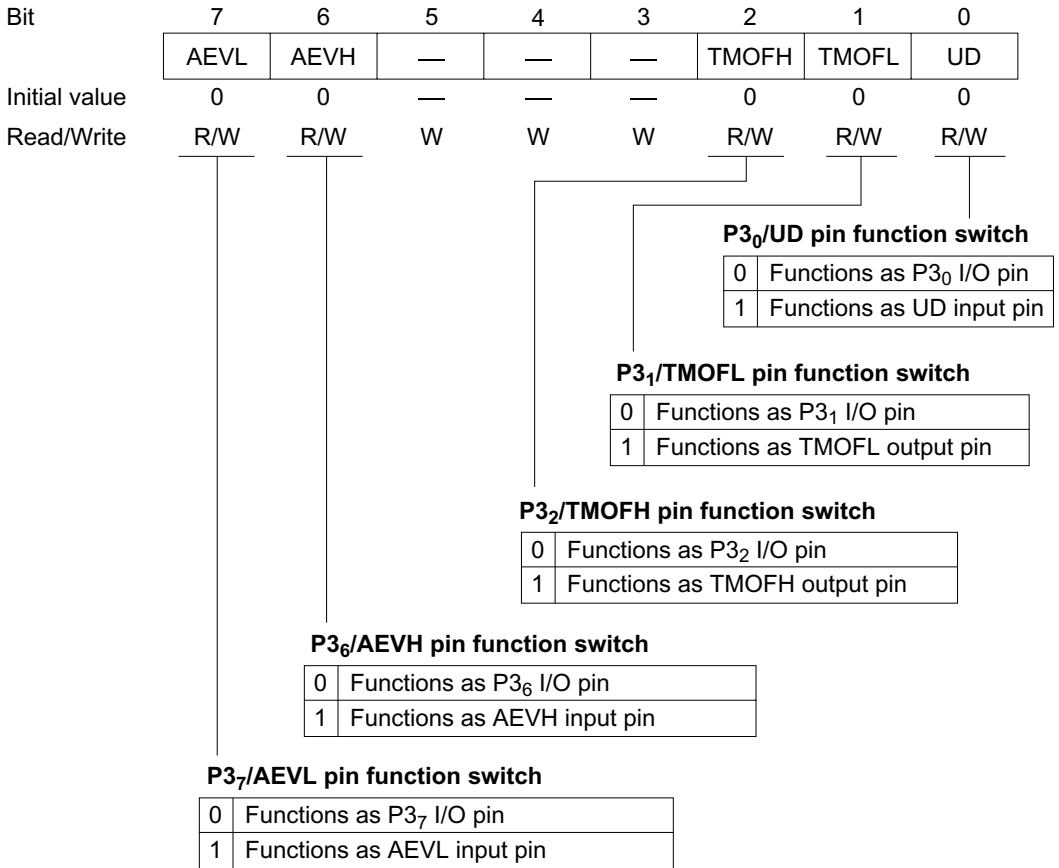 Bit 7 6 5 4 3 2 1 0
AEVL AEVH — — — TMOFH TMOFL UD
Initial value 0 0 — — — 0 0 0
Read/Write R/W R/W W W W R/W R/W R/W
P3₀/UD pin function switch
0 Functions as P3₀ I/O pin
1 Functions as UD input pin
P3₁/TMOFL pin function switch
0 Functions as P3₁ I/O pin
1 Functions as TMOFL output pin
P3₂/TMOFH pin function switch
0 Functions as P3₂ I/O pin
1 Functions as TMOFH output pin
P3₆/AEVH pin function switch
0 Functions as P3₆ I/O pin
1 Functions as AEVH input pin
P3₇/AEVL pin function switch
0 Functions as P3₇ I/O pin
1 Functions as AEVL input pin